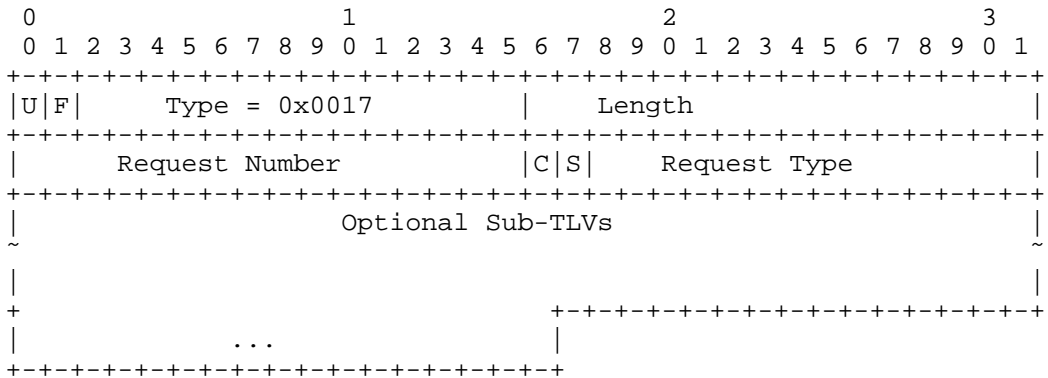 0                   1                   2                   3
 0 1 2 3 4 5 6 7 8 9 0 1 2 3 4 5 6 7 8 9 0 1 2 3 4 5 6 7 8 9 0 1
+-+-+-+-+-+-+-+-+-+-+-+-+-+-+-+-+-+-+-+-+-+-+-+-+-+-+-+-+-+-+-+-+
|U|F|     Type = 0x0017         |    Length                     |
+-+-+-+-+-+-+-+-+-+-+-+-+-+-+-+-+-+-+-+-+-+-+-+-+-+-+-+-+-+-+-+-+
|      Request Number           |C|S|    Request Type           |
+-+-+-+-+-+-+-+-+-+-+-+-+-+-+-+-+-+-+-+-+-+-+-+-+-+-+-+-+-+-+-+-+
|                    Optional Sub-TLVs                          |
~                                                               ~
|                                                               |
+                                 +-+-+-+-+-+-+-+-+-+-+-+-+-+-+-+
|             ...                 |
+-+-+-+-+-+-+-+-+-+-+-+-+-+-+-+-+-+